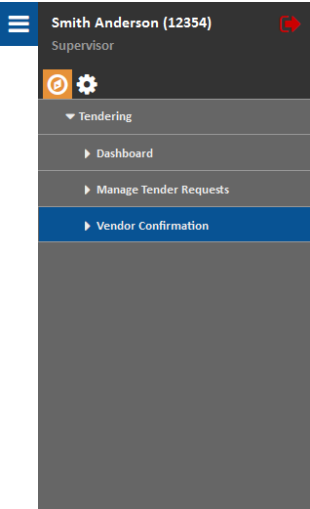 Smith Anderson (12354)
Supervisor
Tendering
Dashboard
Manage Tender Requests
Vendor Confirmation